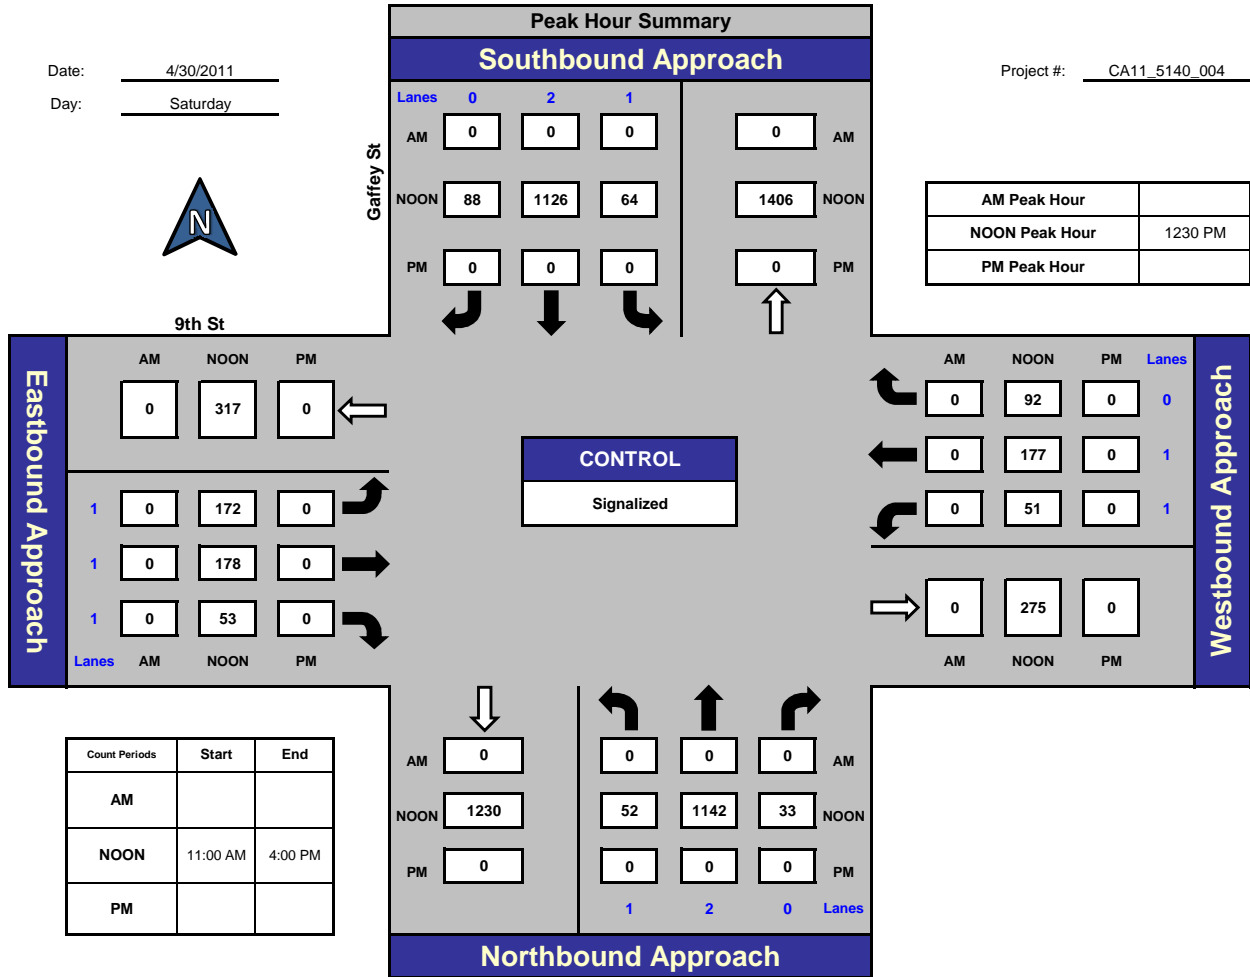 Peak Hour Summary
Southbound Approach
Date: 4/30/2011
Project #: CA11_5140_004
Day: Saturday
Lanes 0 2 1
AM 0 0 0 0 AM
Gaffey St
N
NOON 88 1126 64 1406 NOON
PM 0 0 0 0 PM
AM Peak Hour
NOON Peak Hour 1230 PM
PM Peak Hour
9th St
Eastbound Approach
AM NOON PM
0 317 0
1 0 172 0
1 0 178 0
1 0 53 0
Lanes AM NOON PM
CONTROL
Signalized
AM NOON PM Lanes
0 92 0 0
0 177 0 1
0 51 0 1
0 275 0
AM NOON PM
Westbound Approach
Count Periods Start End
AM
NOON 11:00 AM 4:00 PM
PM
AM 0 0 0 0 AM
NOON 1230 52 1142 33 NOON
PM 0 0 0 0 PM
1 2 0 Lanes
Northbound Approach